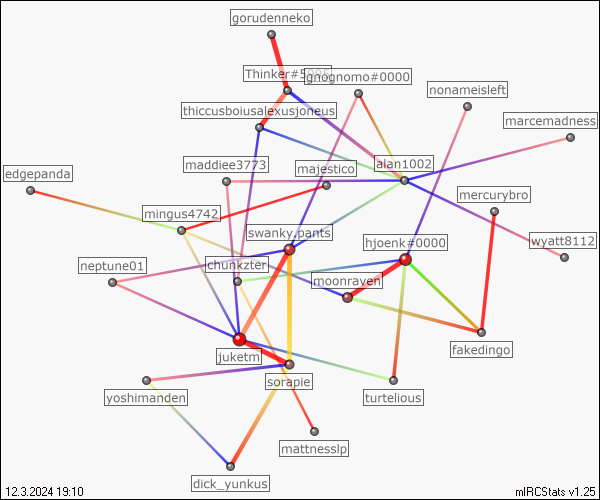 gorudenneko
Thinker#5
gnognomo#0000
nonameisleft
thiccusboiusalexusjoneus
marcemadness
maddiee3773
majestico
alan1002
edgepanda
mercurybro
mingus4742
swanky.pants
hjoenk#0000
wyatt8112
neptune01
chunkzter
moonraven
juketm
fakedingo
sorapie
yoshimanden
turtelious
mattnesslp
dick_yunkus
12.3.2024 19:10
mIRCStats v1.25